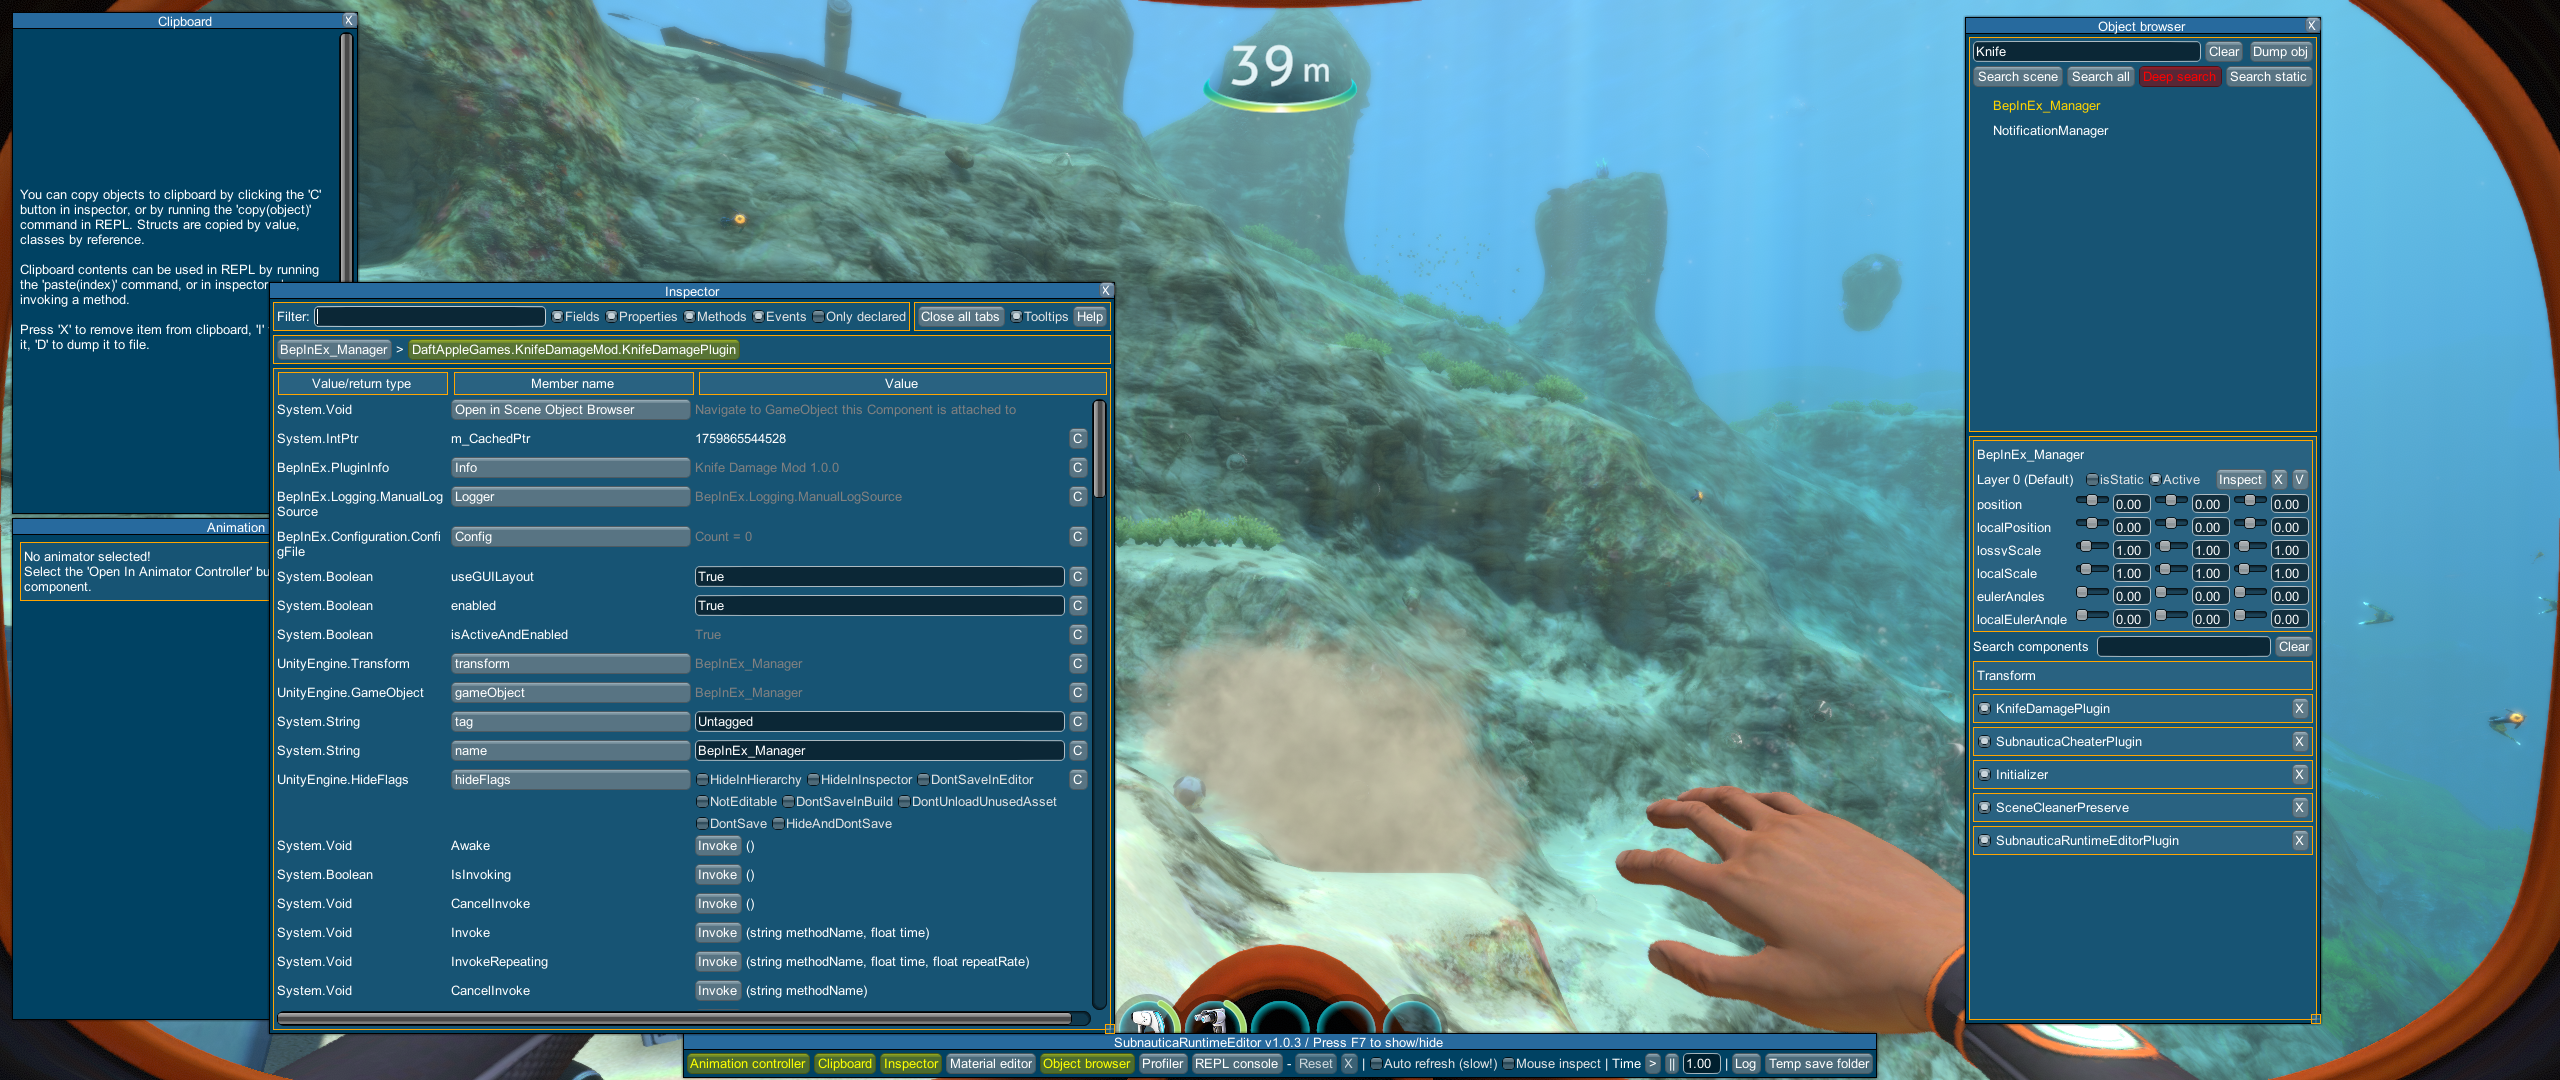 Clipboard
X
You can copy objects to clipboard by clicking the 'C'
button in inspector, or by running the 'copy(object)'
command in REPL. Structs are copied by value,
classes by reference.
Clipboard contents can be used in REPL by running
the 'paste(index)' command, or in inspector
invoking a method.
Press 'X' to remove item from clipboard, 'I'
it, 'D' to dump it to file.
Animation
No animator selected!
Select the 'Open In Animator Controller' bu
component.
39 m
Inspector
X
Filter: Fields Properties Methods Events Only declared Close all tabs Tooltips Help
BepInEx_Manager > DaftAppleGames.KnifeDamageMod.KnifeDamagePlugin
Value/return type Member name Value
System.Void Open in Scene Object Browser Navigate to GameObject this Component is attached to
System.IntPtr m_CachedPtr 1759865544528 C
BepInEx.PluginInfo Info Knife Damage Mod 1.0.0 C
BepInEx.Logging.ManualLog Logger BepInEx.Logging.ManualLogSource C
Source
BepInEx.Configuration.Confi Config Count = 0 C
gFile
System.Boolean useGUILayout True C
System.Boolean enabled True C
System.Boolean isActiveAndEnabled True C
UnityEngine.Transform transform BepInEx_Manager C
UnityEngine.GameObject gameObject BepInEx_Manager C
System.String tag Untagged C
System.String name BepInEx_Manager C
UnityEngine.HideFlags hideFlags HideInHierarchy HideInInspector DontSaveInEditor C
NotEditable DontSaveInBuild DontUnloadUnusedAsset
DontSave HideAndDontSave
System.Void Awake Invoke ()
System.Boolean IsInvoking Invoke ()
System.Void CancelInvoke Invoke ()
System.Void Invoke Invoke (string methodName, float time)
System.Void InvokeRepeating Invoke (string methodName, float time, float repeatRate)
System.Void CancelInvoke Invoke (string methodName)
Object browser
X
Knife Clear Dump obj
Search scene Search all Deep search Search static
BepInEx_Manager
NotificationManager
BepInEx_Manager
Layer 0 (Default) isStatic Active Inspect X V
position 0.00 0.00 0.00
localPosition 0.00 0.00 0.00
lossyScale 1.00 1.00 1.00
localScale 1.00 1.00 1.00
eulerAngles 0.00 0.00 0.00
localEulerAngle 0.00 0.00 0.00
Search components Clear
Transform
KnifeDamagePlugin X
SubnauticaCheaterPlugin X
Initializer X
SceneCleanerPreserve X
SubnauticaRuntimeEditorPlugin X
SubnauticaRuntimeEditor v1.0.3 / Press F7 to show/hide
Animation controller Clipboard Inspector Material editor Object browser Profiler REPL console - Reset X | Auto refresh (slow!) Mouse inspect | Time > || 1.00 | Log Temp save folder